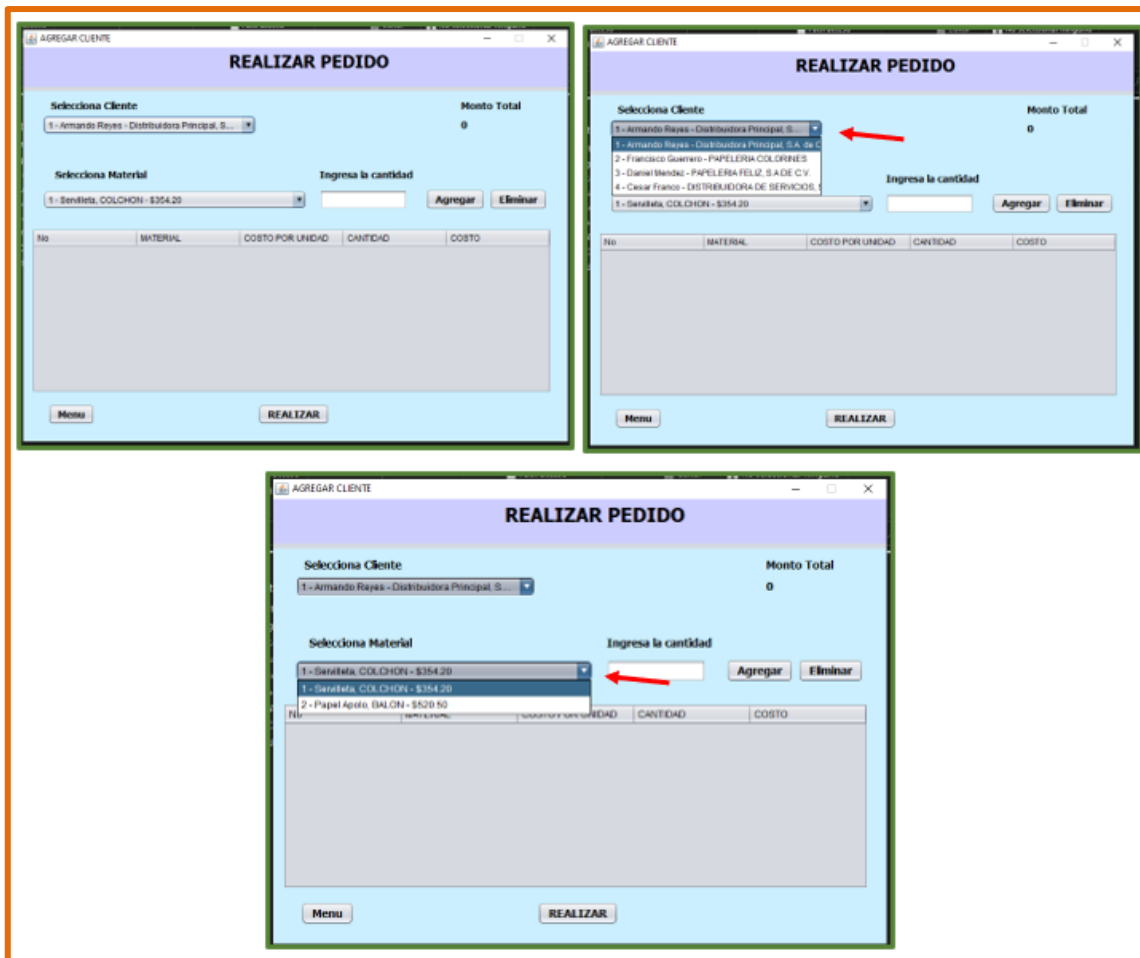 AGREGAR CLIENTE
REALIZAR PEDIDO
Selecciona Cliente
Monto Total
1 - Armando Reyes - Distribuidora Principal, S...
0
Selecciona Material
Ingresa la cantidad
1 - Servilleta, COLCHON - $354.20
Agregar
Eliminar
No
MATERIAL
COSTO POR UNIDAD
CANTIDAD
COSTO
Menu
REALIZAR
AGREGAR CLIENTE
REALIZAR PEDIDO
Selecciona Cliente
Monto Total
1 - Armando Reyes - Distribuidora Principal, S...
0
1 - Armando Reyes - Distribuidora Principal, S.A. de C
2 - Francisco Guerrero - PAPELERIA COLORINES
3 - Daniel Mendez - PAPELERIA FELIZ, S.A DE C.V.
4 - Cesar Franco - DISTRIBUIDORA DE SERVICIOS,
Ingresa la cantidad
1 - Servilleta, COLCHON - $354.20
Agregar
Eliminar
No
MATERIAL
COSTO POR UNIDAD
CANTIDAD
COSTO
Menu
REALIZAR
AGREGAR CLIENTE
REALIZAR PEDIDO
Selecciona Cliente
Monto Total
1 - Armando Reyes - Distribuidora Principal, S...
0
Selecciona Material
Ingresa la cantidad
1 - Servilleta, COLCHON - $354.20
Agregar
Eliminar
1 - Servilleta, COLCHON - $354.20
2 - Papel Apolo, BALON - $520.50
CANTIDAD
COSTO
Menu
REALIZAR